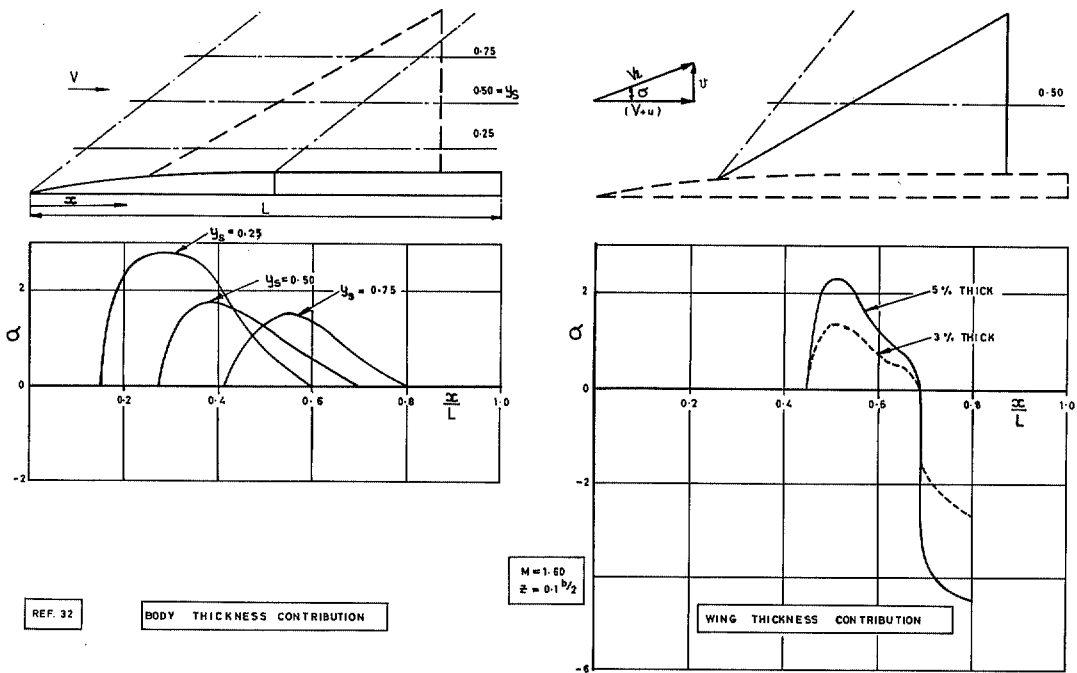 V
0.75
0.50 = ys
0.25
x
L
Vr
σ
v
(V+u)
0.50
ys = 0.25
ys = 0.50
ys = 0.75
σ
2
0
-2
0.2
0.4
0.6
0.8
x/L
1.0
5% THICK
3% THICK
σ
2
0
-2
-6
0.2
0.4
0.6
0.8
x/L
1.0
M = 1.60
z = 0.1 b/2
REF. 32
BODY THICKNESS CONTRIBUTION
WING THICKNESS CONTRIBUTION